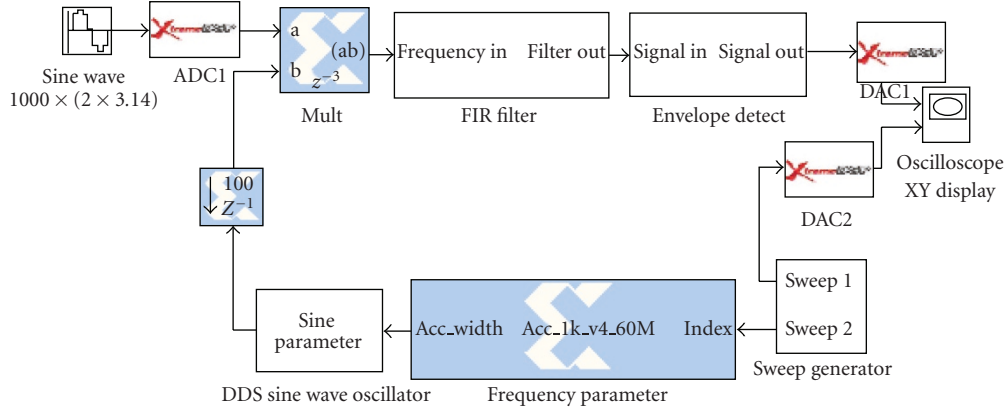 Sine wave
1000 × (2 × 3.14)
ADC1
a
b
(ab)
z−3
Mult
Frequency in
Filter out
FIR filter
Signal in
Signal out
Envelope detect
DAC1
Oscilloscope
XY display
DAC2
100
Z−1
Sine
parameter
DDS sine wave oscillator
Acc_width
Acc_1k_v4_60M
Index
Frequency parameter
Sweep 1
Sweep 2
Sweep generator